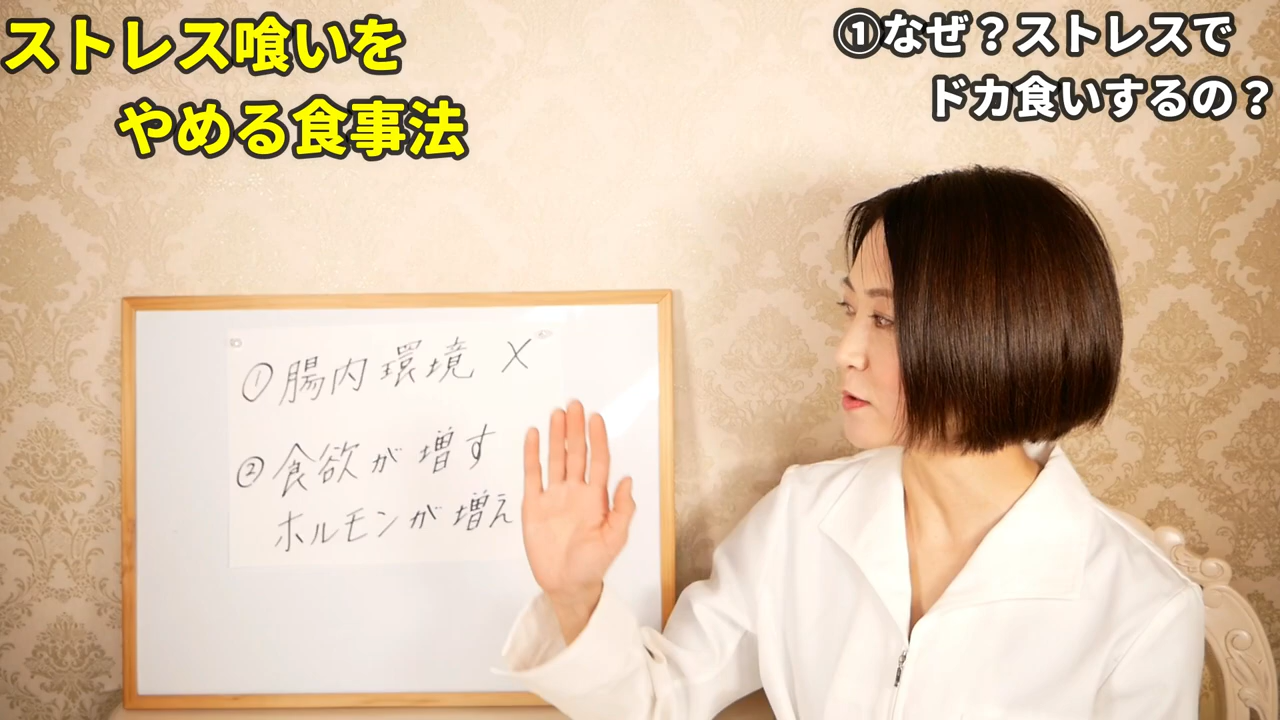 ストレス喰いを
やめる食事法
①なぜ？ストレスで
ドカ食いするの？
①腸内環境 X
②食欲が増す
ホルモンが増え